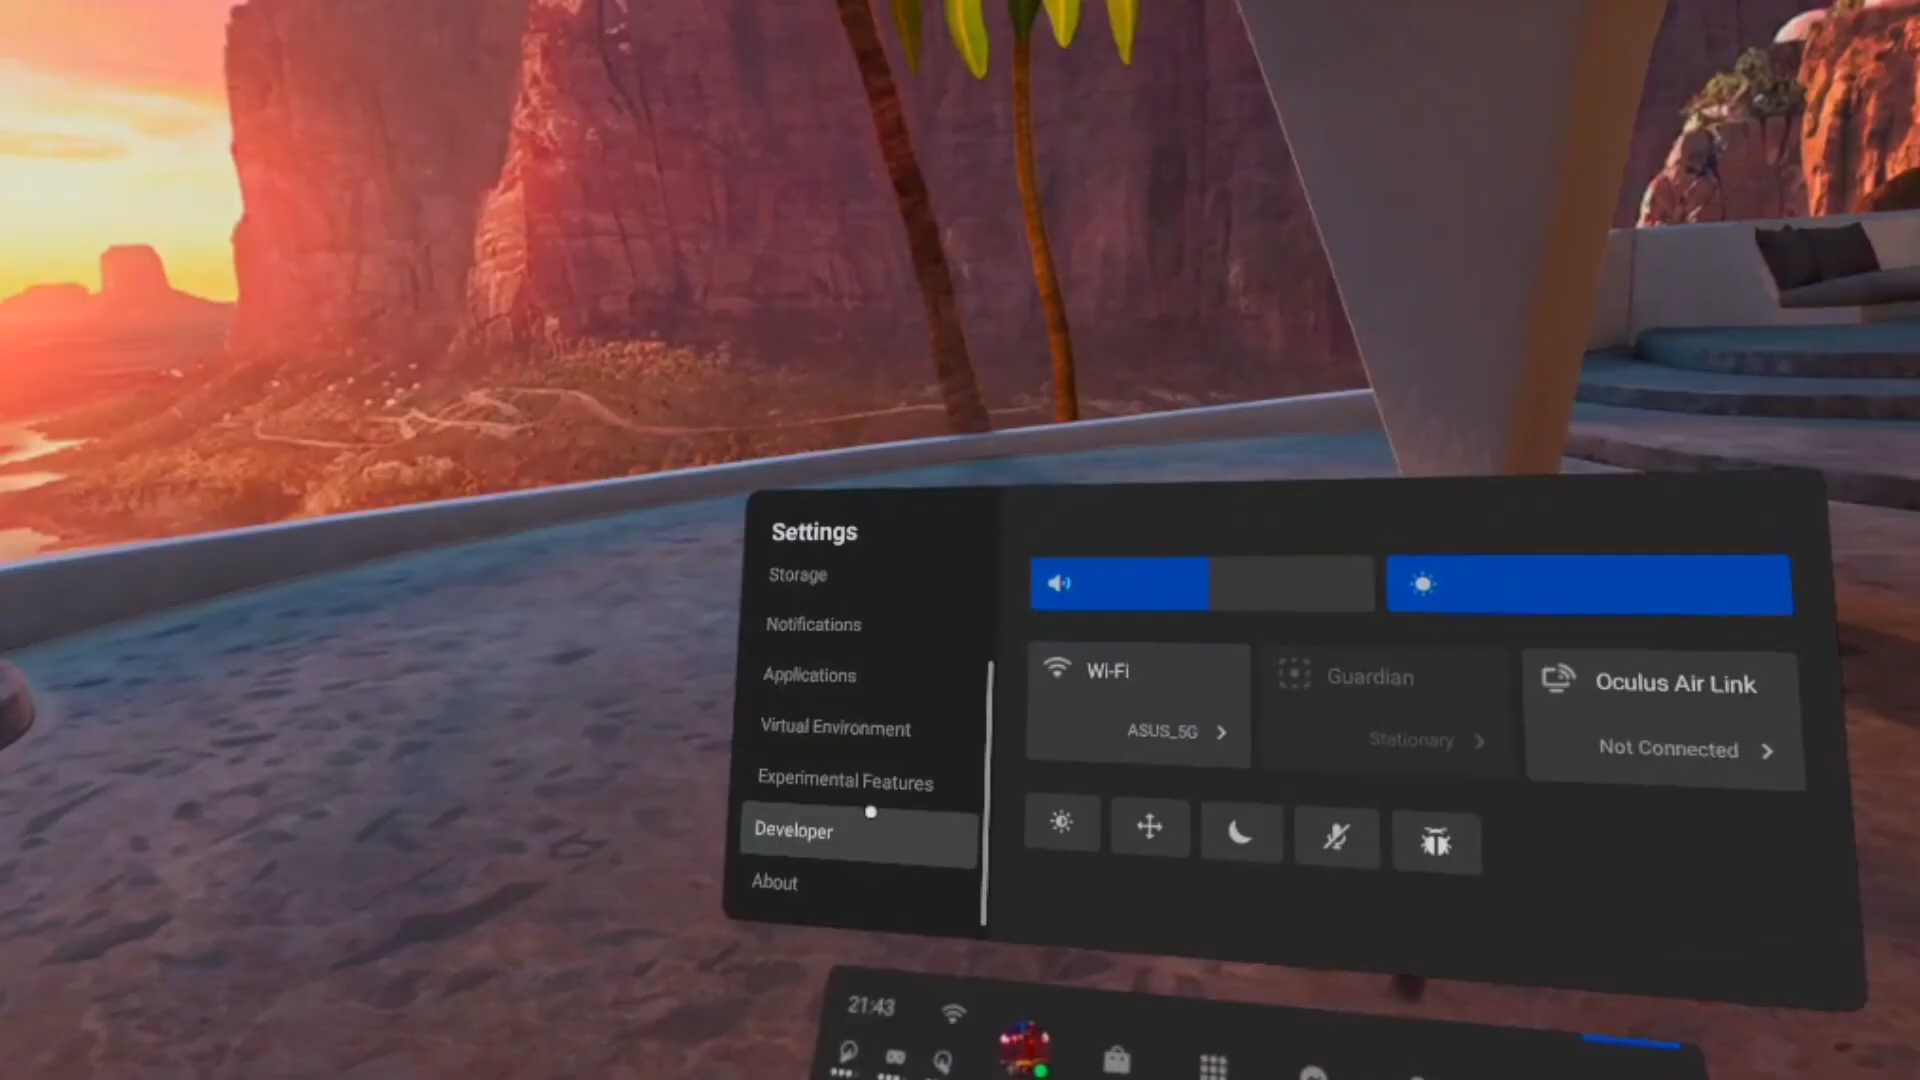 Settings
Storage
Notifications
Applications
Virtual Environment
Experimental Features
Developer
About
Wi-Fi
ASUS_5G
Guardian
Stationary
Oculus Air Link
Not Connected
21:43